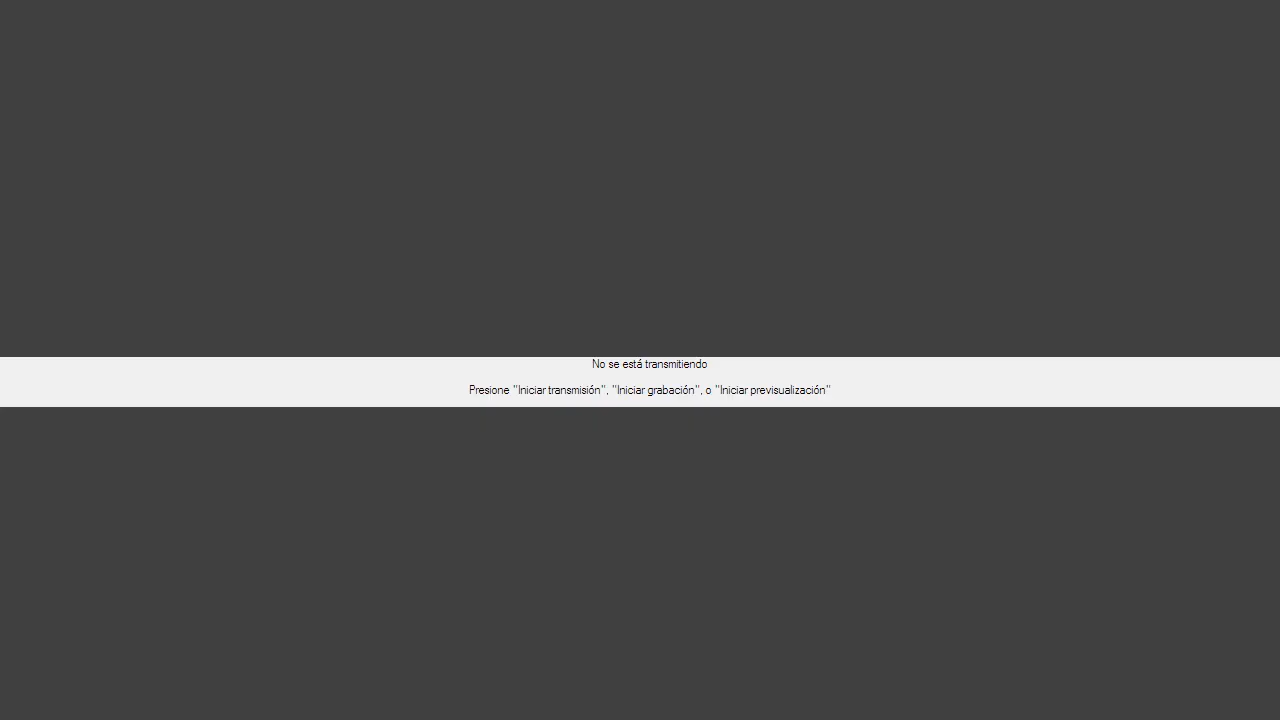 No se está transmitiendo
Presione "Iniciar transmisión", "Iniciar grabación", o "Iniciar previsualización"